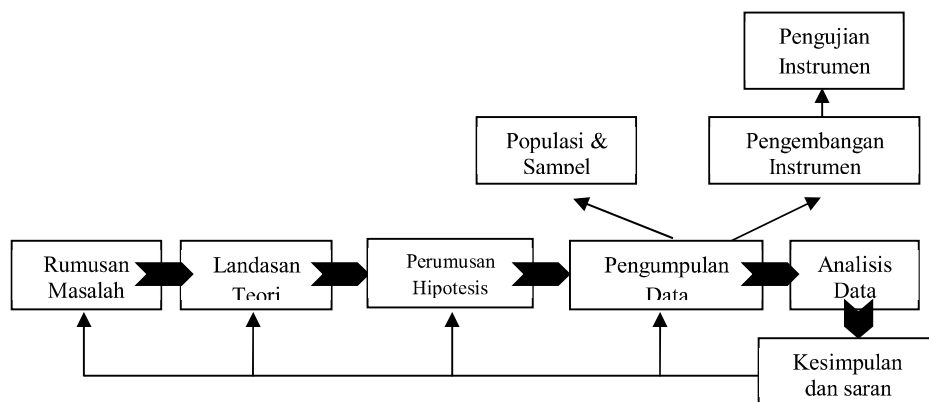 Pengujian
Instrumen
Populasi &
Sampel
Pengembangan
Instrumen
Rumusan
Masalah
Landasan
Teori
Perumusan
Hipotesis
Pengumpulan
Data
Analisis
Data
Kesimpulan
dan saran